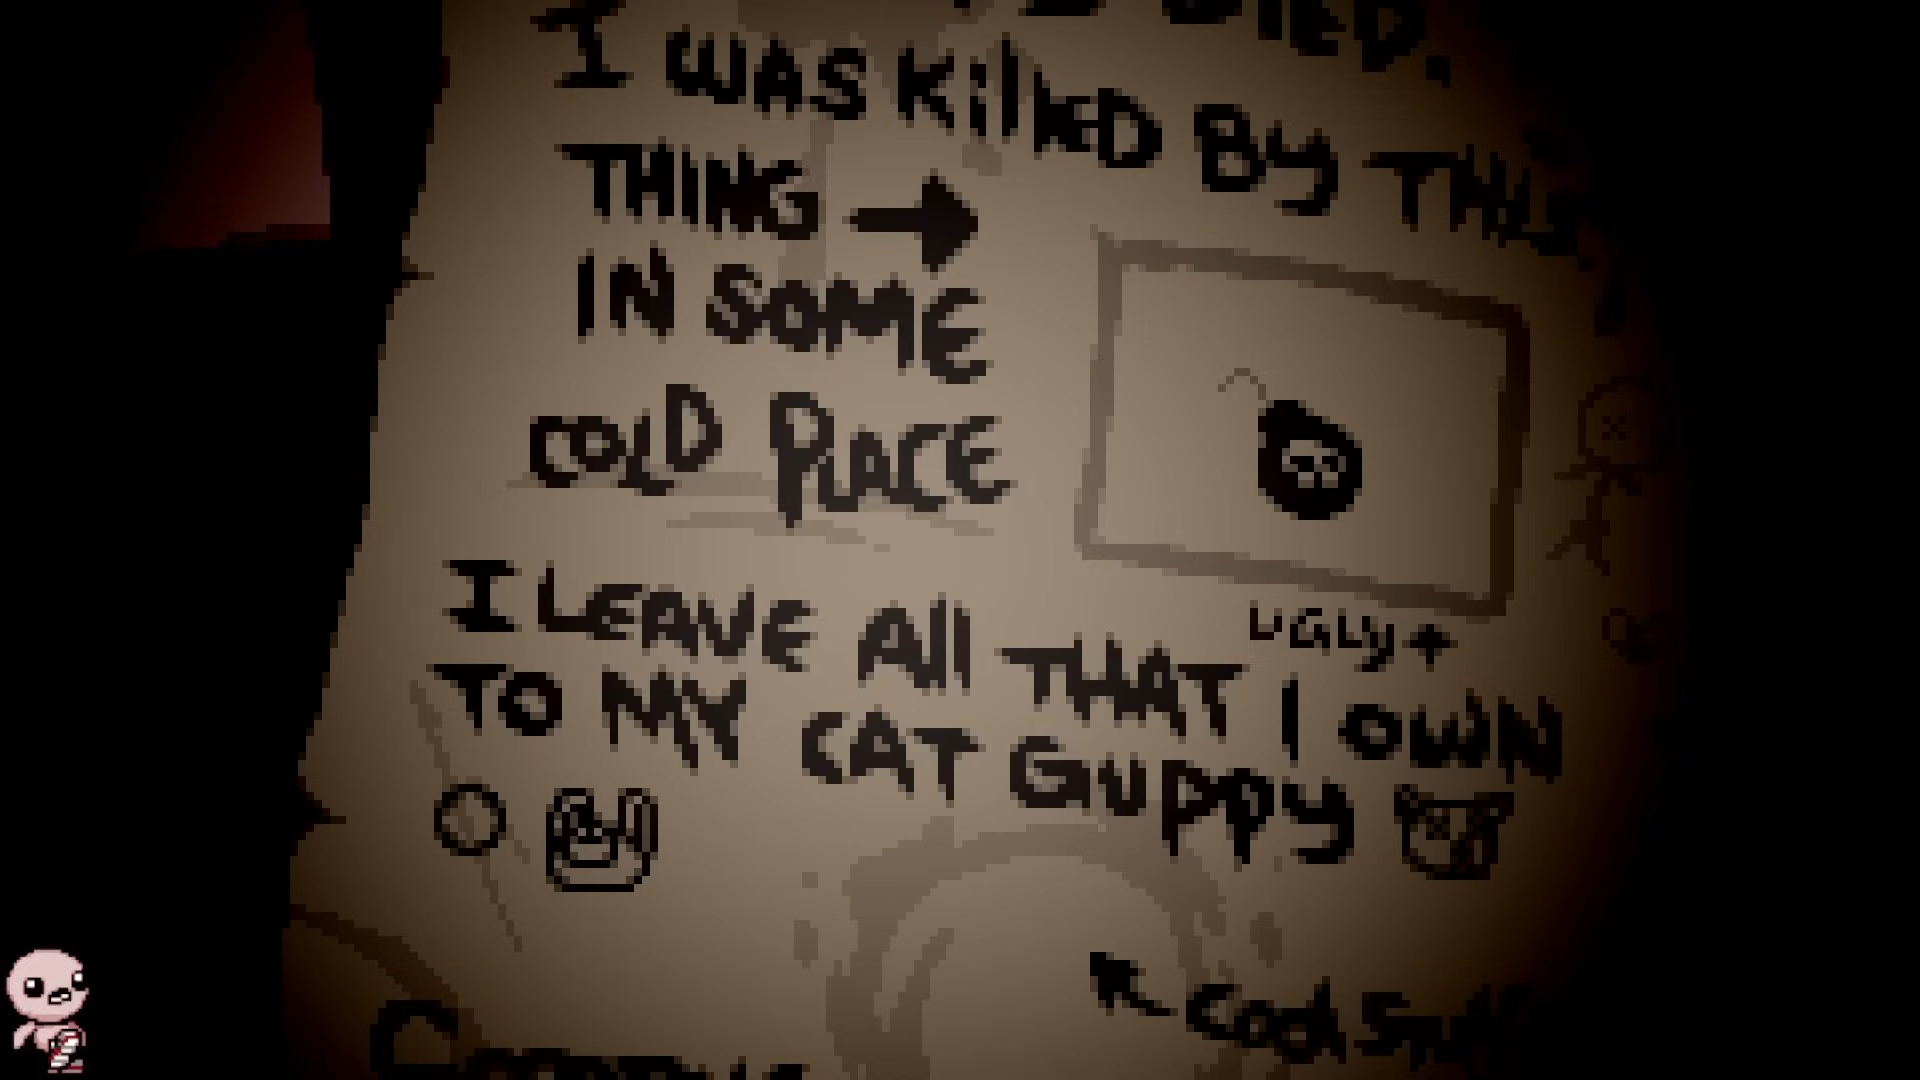 DIED.
I WAS KillED BY THIS
THING →
IN SOME
COLD PLACE
UGLY
I LEAVE All THAT I OWN
TO MY CAT GUPPY
Cool